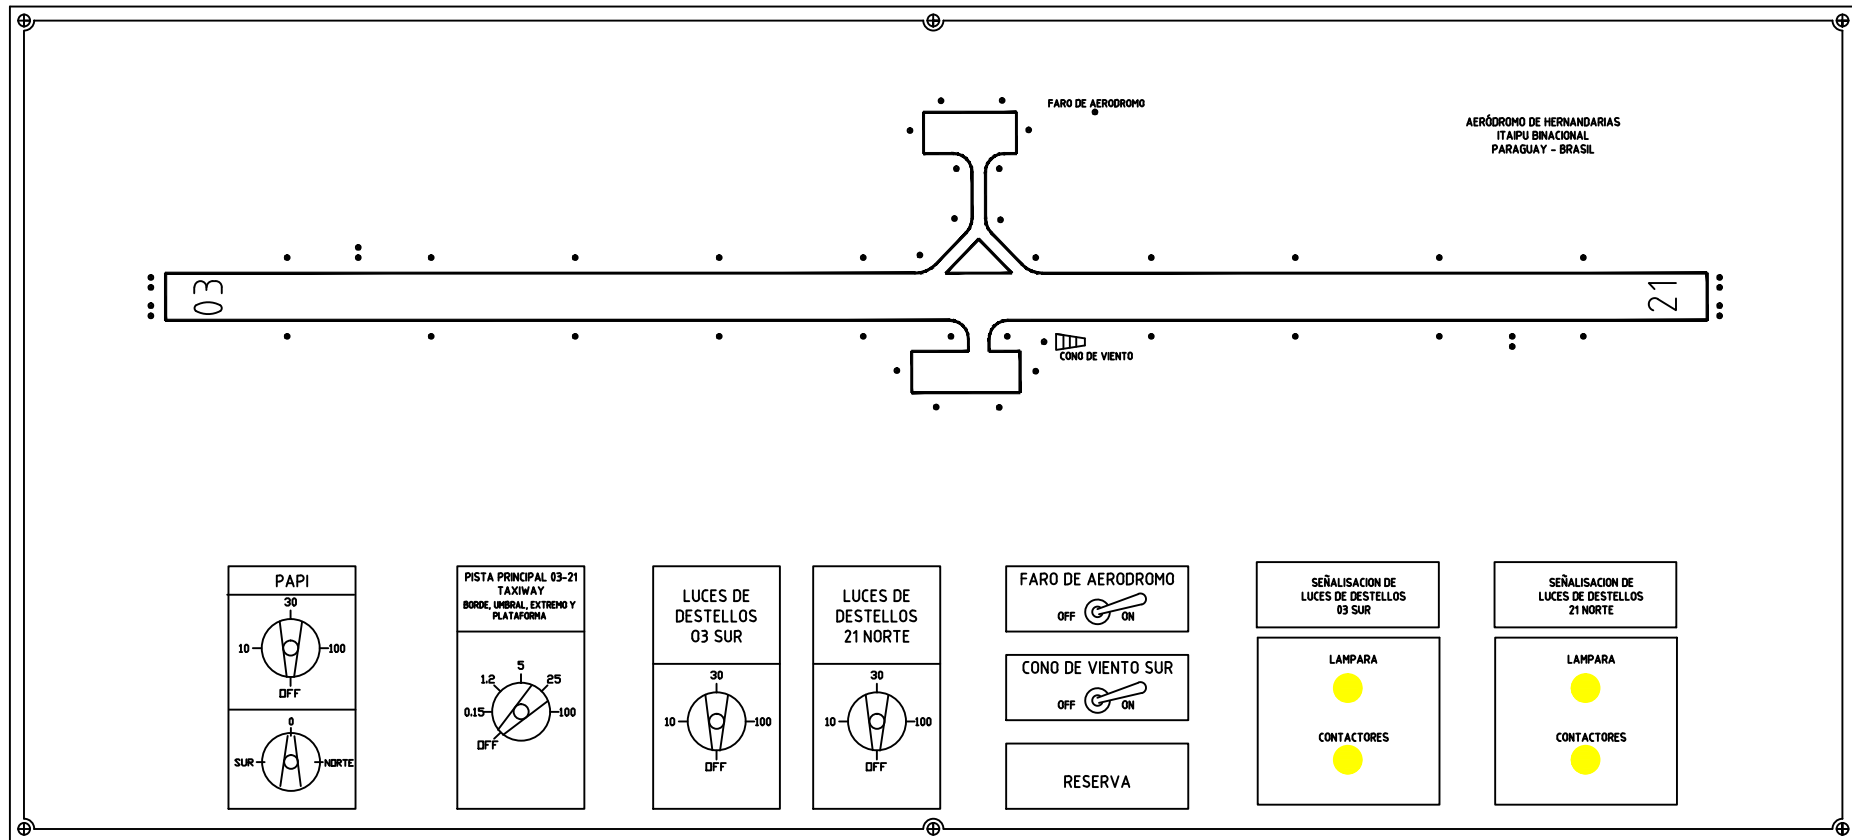 FARO DE AERODROMO
AERÓDROMO DE HERNANDARIAS
ITAIPU BINACIONAL
PARAGUAY - BRASIL
03
21
CONO DE VIENTO
PAPI
30
10
100
OFF
0
SUR
NORTE
PISTA PRINCIPAL 03-21
TAXIWAY
BORDE, UMBRAL, EXTREMO Y
PLATAFORMA
5
1.2
25
0.15
100
OFF
LUCES DE
DESTELLOS
03 SUR
30
10
100
OFF
LUCES DE
DESTELLOS
21 NORTE
30
10
100
OFF
FARO DE AERODROMO
OFF
ON
CONO DE VIENTO SUR
OFF
ON
RESERVA
SEÑALISACION DE
LUCES DE DESTELLOS
03 SUR
LAMPARA
CONTACTORES
SEÑALISACION DE
LUCES DE DESTELLOS
21 NORTE
LAMPARA
CONTACTORES